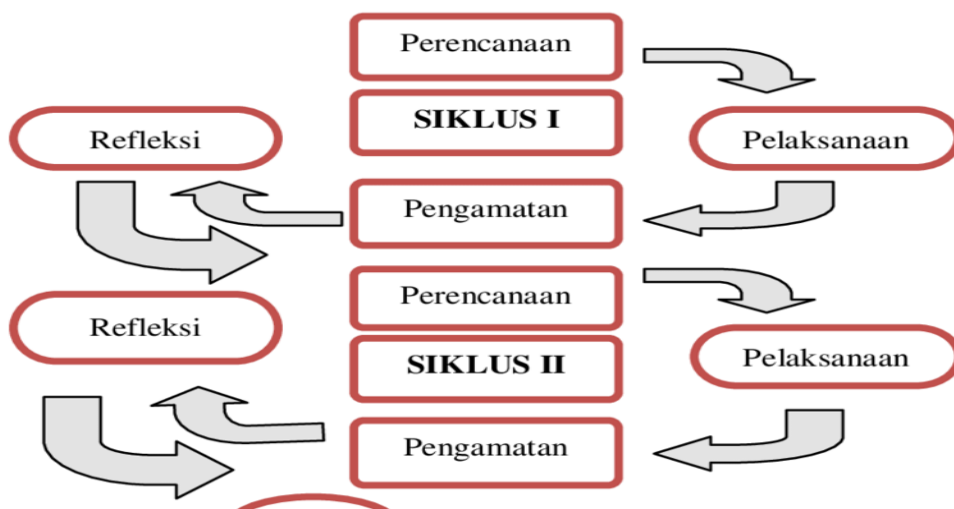 Perencanaan
SIKLUS I
Refleksi
Pelaksanaan
Pengamatan
Perencanaan
Refleksi
SIKLUS II
Pelaksanaan
Pengamatan